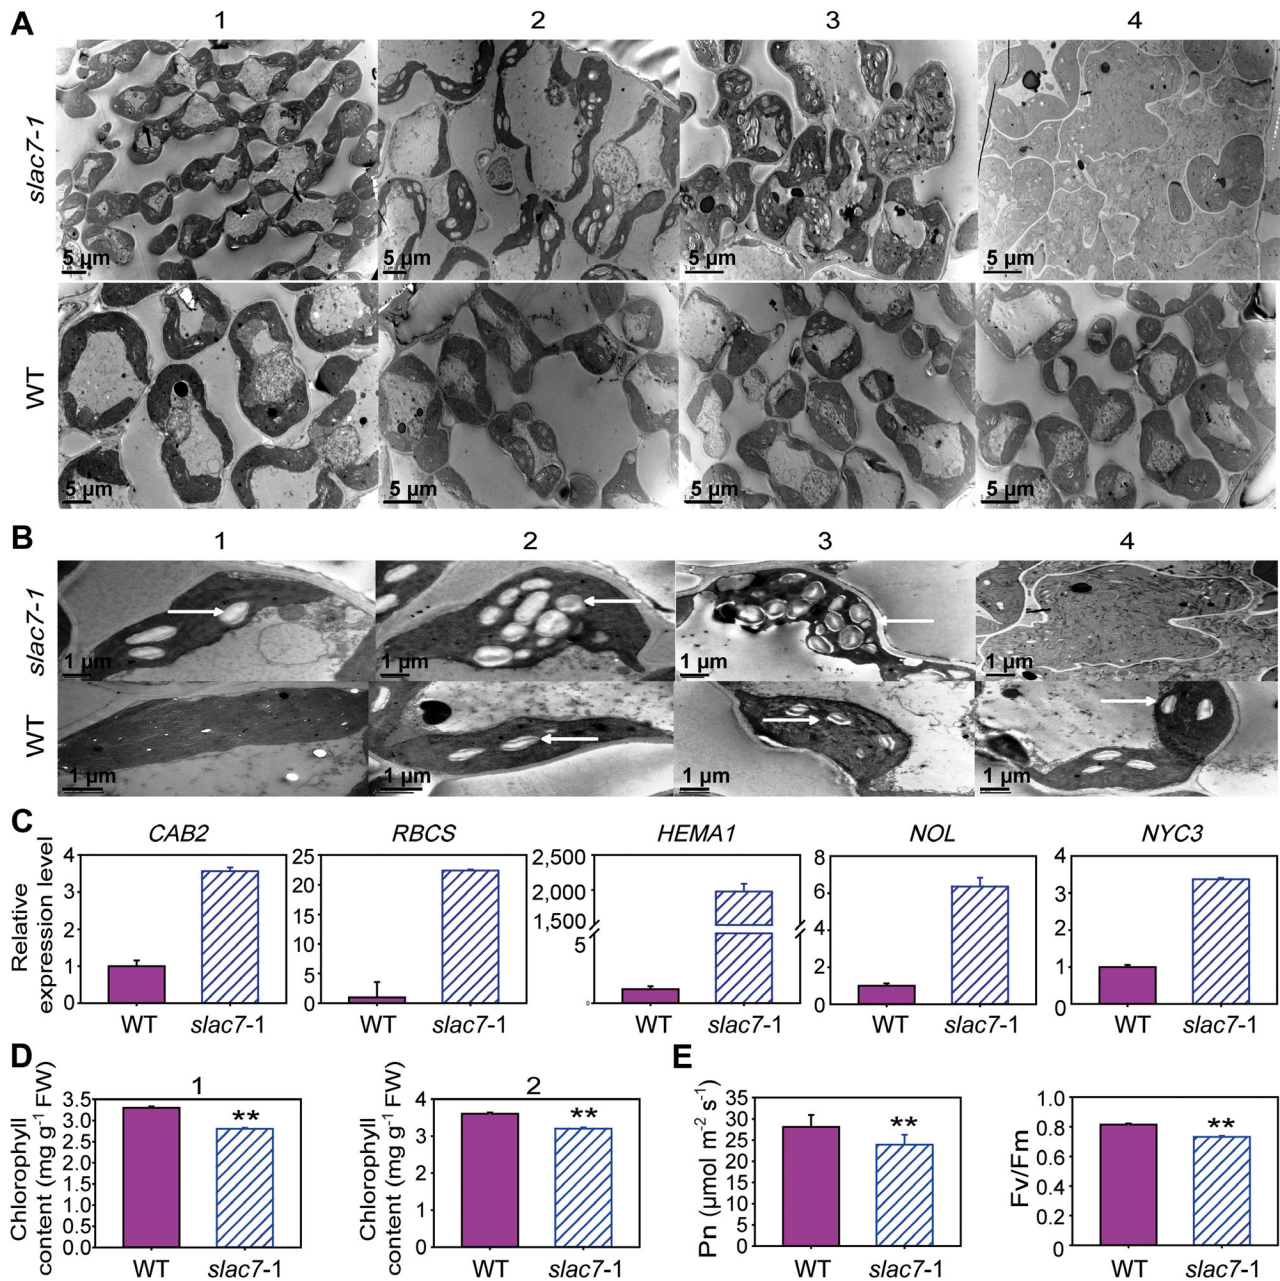 A 1 2 3 4
slac7-1
5 µm 5 µm 5 µm 5 µm
WT
5 µm 5 µm 5 µm 5 µm
B 1 2 3 4
slac7-1
1 µm 1 µm 1 µm 1 µm
WT
1 µm 1 µm 1 µm 1 µm
C CAB2 RBCS HEMA1 NOL NYC3
Relative
expression level
4
3
2
1
0
WT slac7-1
25
20
15
10
5
0
WT slac7-1
2,500
2,000
1,500
5
0
WT slac7-1
8
6
4
2
0
WT slac7-1
4
3
2
1
0
WT slac7-1
D
1
Chlorophyll
content (mg g-1 FW)
3.5
3.0
2.5
2.0
1.5
1.0
0.5
0.0
**
WT slac7-1
2
Chlorophyll
content (mg g-1 FW)
4
3
2
1
0
**
WT slac7-1
E
Pn (µmol m-2 s-1)
35
30
25
20
15
10
5
0
**
WT slac7-1
Fv/Fm
1.0
0.8
0.6
0.4
0.2
0
**
WT slac7-1